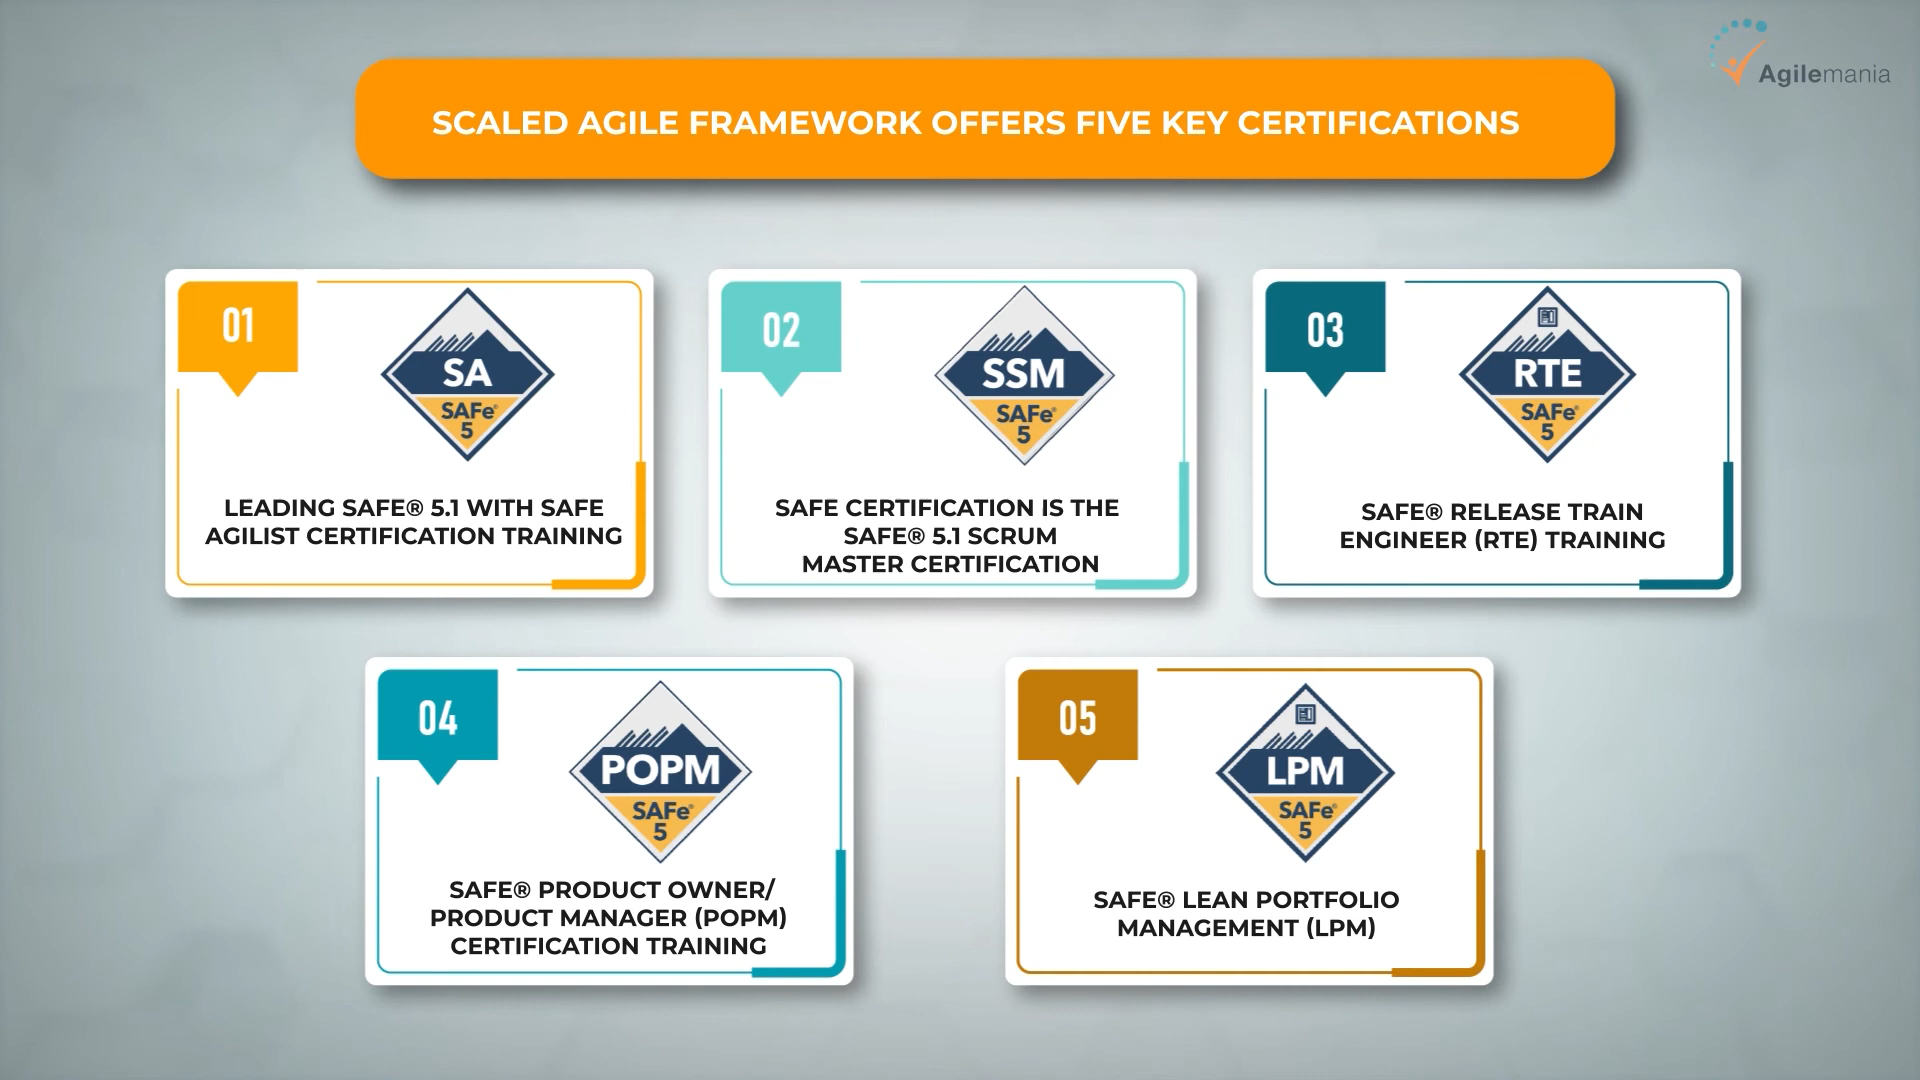 Agilemania
SCALED AGILE FRAMEWORK OFFERS FIVE KEY CERTIFICATIONS
01
SA
SAFe®
5
LEADING SAFE® 5.1 WITH SAFE
AGILIST CERTIFICATION TRAINING
02
SSM
SAFe®
5
SAFE CERTIFICATION IS THE
SAFE® 5.1 SCRUM
MASTER CERTIFICATION
03
RTE
SAFe®
5
SAFE® RELEASE TRAIN
ENGINEER (RTE) TRAINING
04
POPM
SAFe®
5
SAFE® PRODUCT OWNER/
PRODUCT MANAGER (POPM)
CERTIFICATION TRAINING
05
LPM
SAFe®
5
SAFE® LEAN PORTFOLIO
MANAGEMENT (LPM)